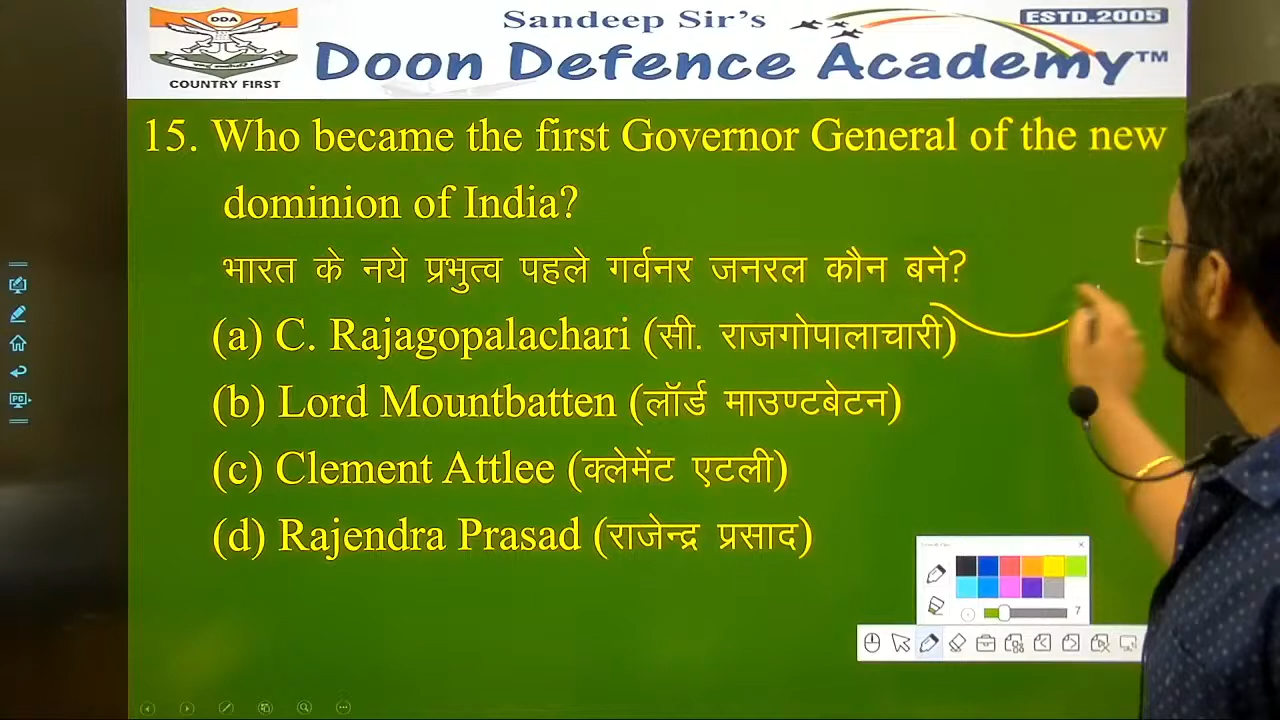 DDA
COUNTRY FIRST
Sandeep Sir's
ESTD.2005
Doon Defence Academy™
15. Who became the first Governor General of the new
dominion of India?
भारत के नये प्रभुत्व पहले गर्वनर जनरल कौन बने?
(a) C. Rajagopalachari (सी. राजगोपालाचारी)
(b) Lord Mountbatten (लॉर्ड माउण्टबेटन)
(c) Clement Attlee (क्लेमेंट एटली)
(d) Rajendra Prasad (राजेन्द्र प्रसाद)
7
PC